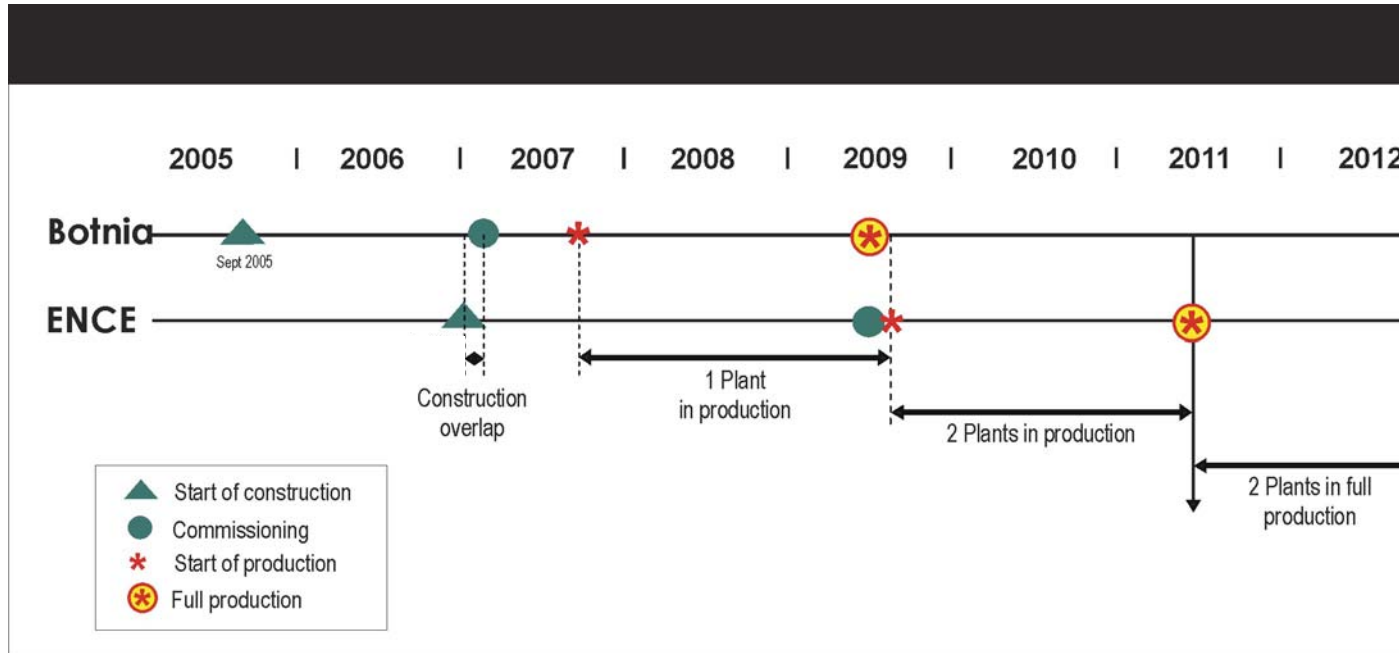 2005 | 2006 | 2007 | 2008 | 2009 | 2010 | 2011 | 2012
Botnia
Sept 2005
ENCE
Construction
overlap
1 Plant
in production
2 Plants in production
2 Plants in full
production
Start of construction
Commissioning
Start of production
Full production